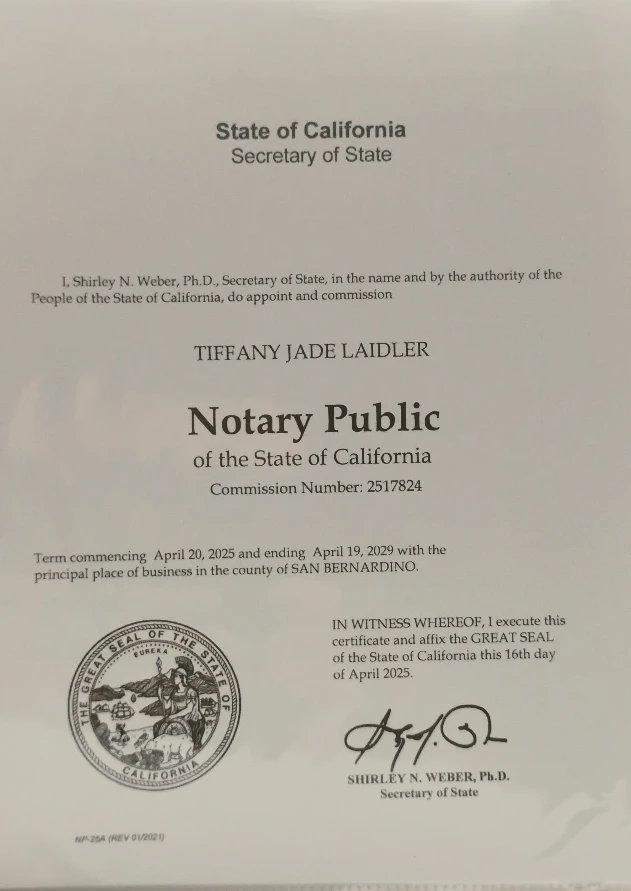 State of California
Secretary of State
I, Shirley N. Weber, Ph.D., Secretary of State, in the name and by the authority of the
People of the State of California, do appoint and commission
TIFFANY JADE LAIDLER
Notary Public
of the State of California
Commission Number: 2517824
Term commencing April 20, 2025 and ending April 19, 2029 with the
principal place of business in the county of SAN BERNARDINO.
THE GREAT SEAL OF THE STATE OF
EUREKA
CALIFORNIA
IN WITNESS WHEREOF, I execute this
certificate and affix the GREAT SEAL
of the State of California this 16th day
of April 2025.
SHIRLEY N. WEBER, Ph.D.
Secretary of State
NP-25A (REV 01/2021)